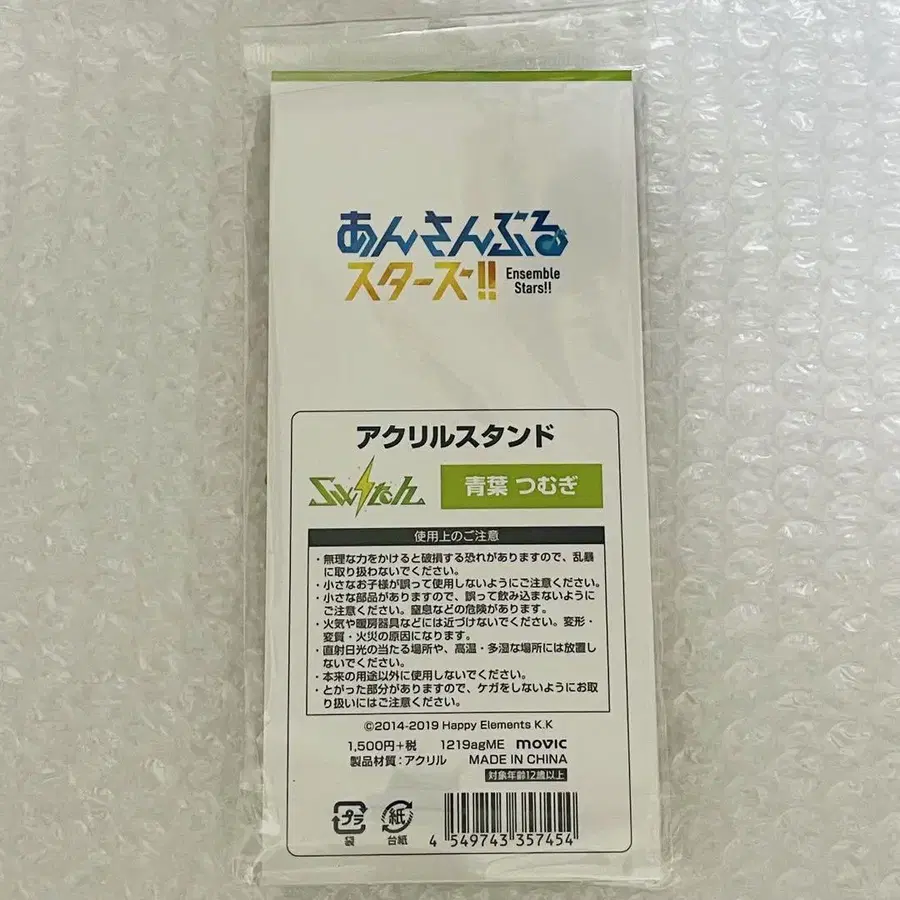 あんさんぶる
スターズ!!
Ensemble
Stars!!
アクリルスタンド
Switch
青葉 つむぎ
使用上のご注意
・無理な力をかけると破損する恐れがありますので、乱暴
に取り扱わないでください。
・小さなお子様が誤って使用しないようにご注意ください。
・小さな部品がありますので、誤って飲み込まないように
ご注意ください。窒息などの危険があります。
・火気や暖房器具などには近づけないでください。変形・
変質・火災の原因になります。
・直射日光の当たる場所や、高温・多湿な場所には放置し
ないでください。
・本来の用途以外に使用しないでください。
・とがった部分がありますので、ケガをしないようにお取
り扱いにはご注意ください。
©2014-2019 Happy Elements K.K
1,500円+税 1219agME movic
製品材質：アクリル MADE IN CHINA
対象年齢12歳以上
プラ
袋
紙
台紙
4 549743 357454